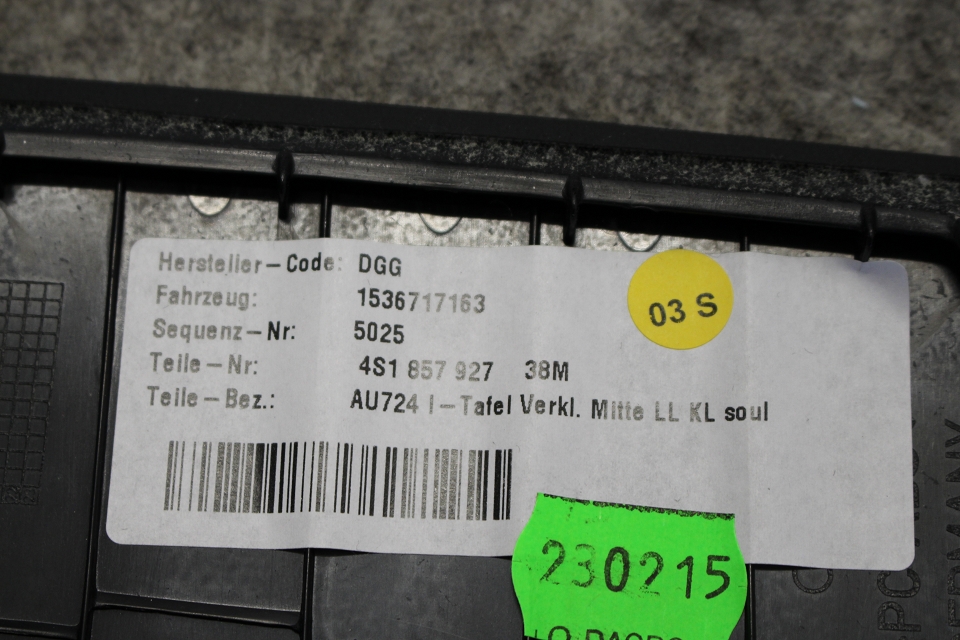 Hersteller-Code: DGG
Fahrzeug: 1536717163
Sequenz-Nr: 5025
Teile-Nr: 4S1 857 927 38M
Teile-Bez.: AU724 I-Tafel Verkl. Mitte LL KL soul
03 S
230215